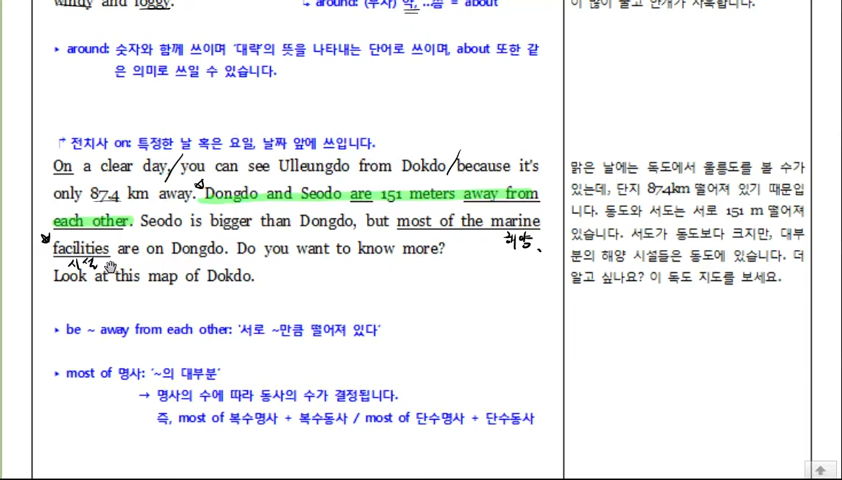 windy and foggy.
↳ around: (부사) 약, ..쯤 = about
이 많이 불고 안개가 자욱합니다.
▸ around: 숫자와 함께 쓰이며 '대략'의 뜻을 나타내는 단어로 쓰이며, about 또한 같
은 의미로 쓰일 수 있습니다.
전치사 on: 특정한 날 혹은 요일, 날짜 앞에 쓰입니다.
On a clear day, you can see Ulleungdo from Dokdo because it's
only 87.4 km away. Dongdo and Seodo are 151 meters away from
each other. Seodo is bigger than Dongdo, but most of the marine
해양.
facilities are on Dongdo. Do you want to know more?
시설
Look at this map of Dokdo.
맑은 날에는 독도에서 울릉도를 볼 수가
있는데, 단지 87.4km 떨어져 있기 때문입
니다. 동도와 서도는 서로 151 m 떨어져
있습니다. 서도가 동도보다 크지만, 대부
분의 해양 시설들은 동도에 있습니다. 더
알고 싶나요? 이 독도 지도를 보세요.
▸ be ~ away from each other: '서로 ~만큼 떨어져 있다'
▸ most of 명사: '~의 대부분'
→ 명사의 수에 따라 동사의 수가 결정됩니다.
즉, most of 복수명사 + 복수동사 / most of 단수명사 + 단수동사